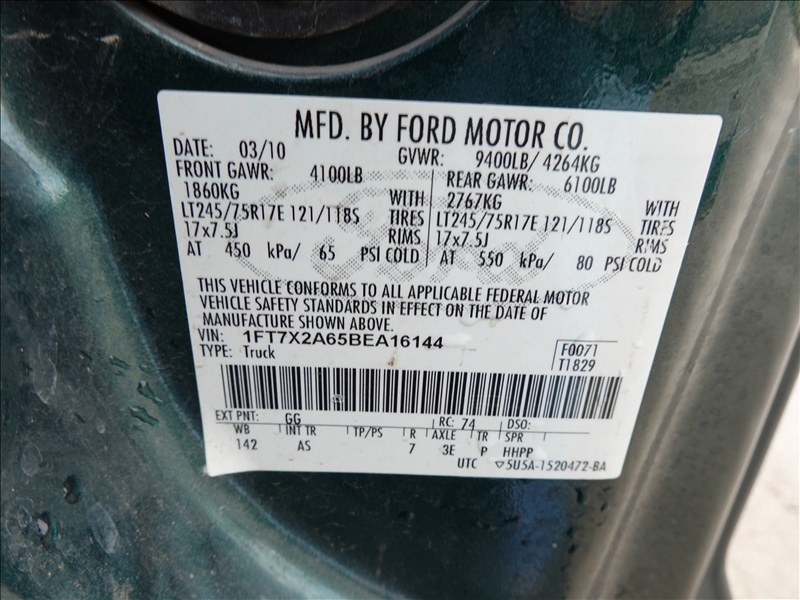 MFD. BY FORD MOTOR CO.
DATE: 03/10 GVWR: 9400LB/ 4264KG
FRONT GAWR: 4100LB REAR GAWR: 6100LB
1860KG WITH 2767KG WITH
LT245/75R17E 121/118S TIRES LT245/75R17E 121/118S TIRES
17x7.5J RIMS 17x7.5J RIMS
AT 450 kPa/ 65 PSI COLD AT 550 kPa/ 80 PSI COLD
Ford
THIS VEHICLE CONFORMS TO ALL APPLICABLE FEDERAL MOTOR
VEHICLE SAFETY STANDARDS IN EFFECT ON THE DATE OF
MANUFACTURE SHOWN ABOVE.
VIN: 1FT7X2A65BEA16144
TYPE: Truck
F0071
T1829
EXT PNT: GG RC: 74 DSO:
WB INT TR TP/PS R AXLE TR SPR
142 AS 7 3E P HHPP
UTC ▽5U5A-1520472-BA